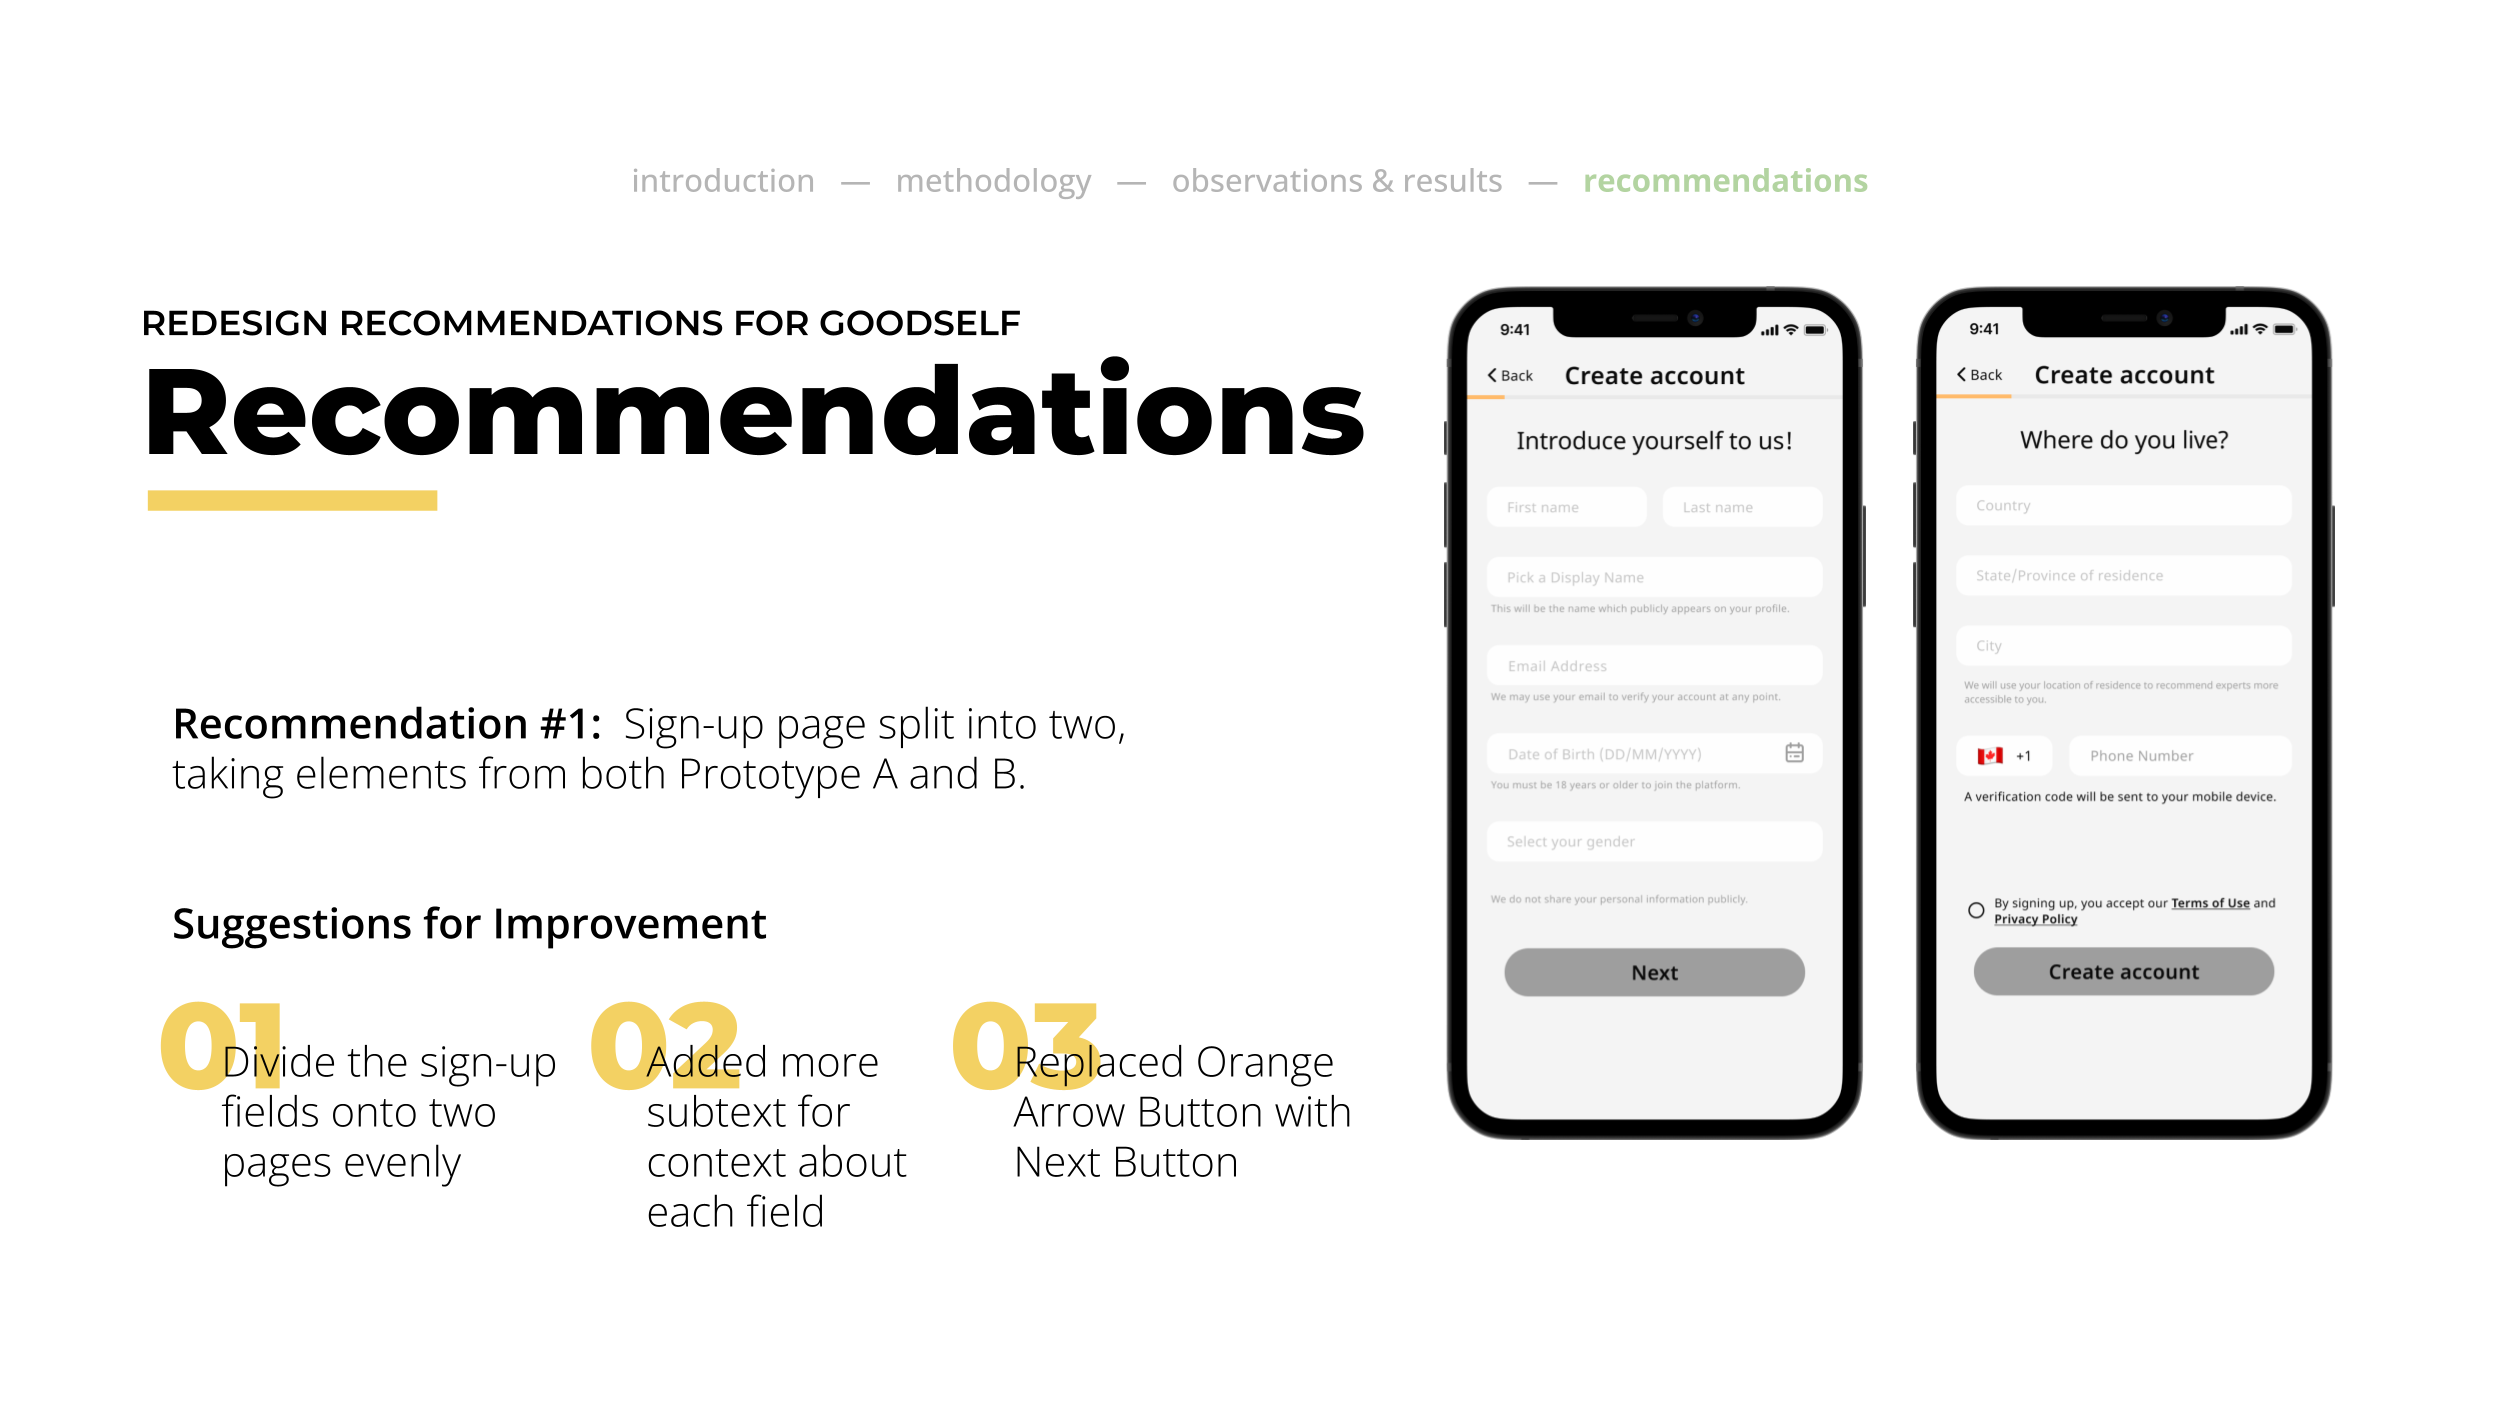 introduction — methodology — observations & results — recommendations
REDESIGN RECOMMENDATIONS FOR GOODSELF
Recommendations
Recommendation #1: Sign-up page split into two,
taking elements from both Prototype A and B.
Suggestions for Improvement
01
Divide the sign-up
fields onto two
pages evenly
02
Added more
subtext for
context about
each field
03
Replaced Orange
Arrow Button with
Next Button
9:41
Back
Create account
Introduce yourself to us!
First name
Last name
Pick a Display Name
This will be the name which publicly appears on your profile.
Email Address
We may use your email to verify your account at any point.
Date of Birth (DD/MM/YYYY)
You must be 18 years or older to join the platform.
Select your gender
We do not share your personal information publicly.
Next
9:41
Back
Create account
Where do you live?
Country
State/Province of residence
City
We will use your location of residence to recommend experts more
accessible to you.
+1
Phone Number
A verification code will be sent to your mobile device.
By signing up, you accept our Terms of Use and
Privacy Policy
Create account